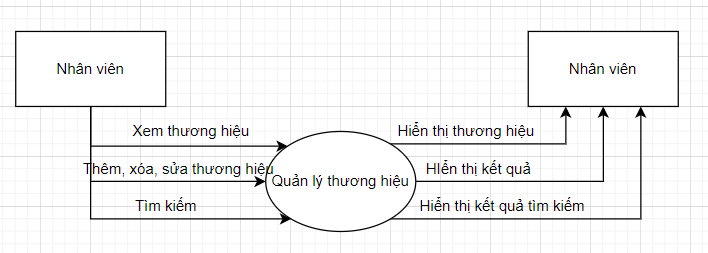 Nhân viên
Nhân viên
Xem thương hiệu
Hiển thị thương hiệu
Thêm, xóa, sửa thương hiệu
HIển thị kết quả
Quản lý thương hiệu
Tìm kiếm
Hiển thị kết quả tìm kiếm